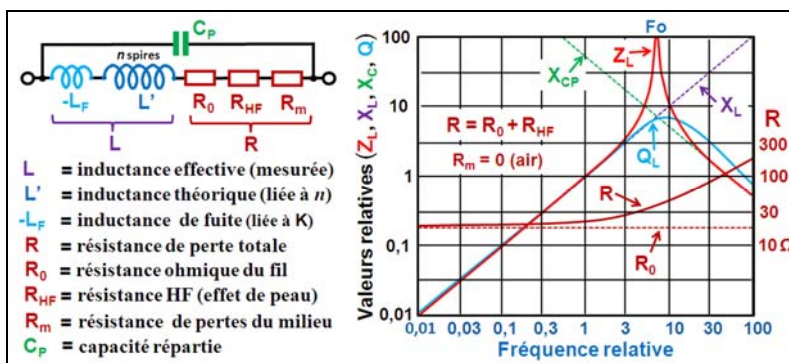 C_P
n spires
-L_F
L'
R_0
R_HF
R_m
L
R
L = inductance effective (mesurée)
L' = inductance théorique (liée à n)
-L_F = inductance de fuite (liée à K)
R = résistance de perte totale
R_0 = résistance ohmique du fil
R_HF = résistance HF (effet de peau)
R_m = résistance de pertes du milieu
C_P = capacité répartie
Valeurs relatives (Z_L, X_L, X_C, Q)
100
10
1
0,1
0,01
Fo
Z_L
X_CP
X_L
R = R_0 + R_HF
R_m = 0 (air)
Q_L
R
R_0
R
300
100
30
10 Ω
0,01 0,03 0,1 0,3 1 3 10 30 100
Fréquence relative